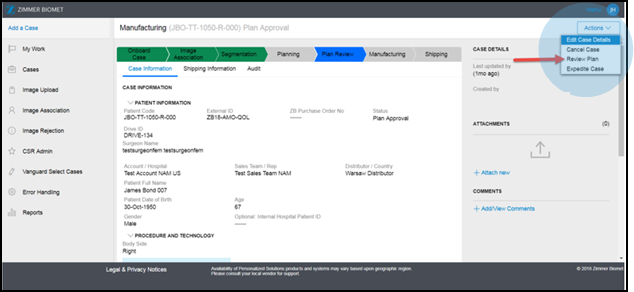 ZIMMER BIOMET
Menu
JH
Add a Case
Manufacturing (JBO-TT-1050-R-000) Plan Approval
Actions
Edit Case Details
Cancel Case
Review Plan
Expedite Case
My Work
Cases
Image Upload
Image Association
Image Rejection
CSR Admin
Vanguard Select Cases
Error Handling
Reports
Onboard Case
Image Association
Segmentation
Planning
Plan Review
Manufacturing
Shipping
Case Information
Shipping Information
Audit
CASE INFORMATION
PATIENT INFORMATION
Patient Code
External ID
ZB Purchase Order No
Status
JBO-TT-1050-R-000
ZB18-AMO-QOL
------
Plan Approval
Drive ID
DRIVE-134
Surgeon Name
testsurgeonfem testsurgeonfem
Account / Hospital
Sales Team / Rep
Distributor / Country
Test Account NAM US
Test Sales Team NAM
Warsaw Distributor
Patient Full Name
James Bond 007
Patient Date of Birth
Age
30-Oct-1950
67
Gender
Optional: Internal Hospital Patient ID
Male
------
PROCEDURE AND TECHNOLOGY
Body Side
Right
CASE DETAILS
Last updated by
(1mo ago)
Created by
ATTACHMENTS
(0)
+ Attach new
COMMENTS
+ Add/View Comments
Legal & Privacy Notices
Availability of Personalized Solutions products and systems may vary based upon geographic region.
Please consult your local vendor for support.
© 2018 Zimmer Biomet